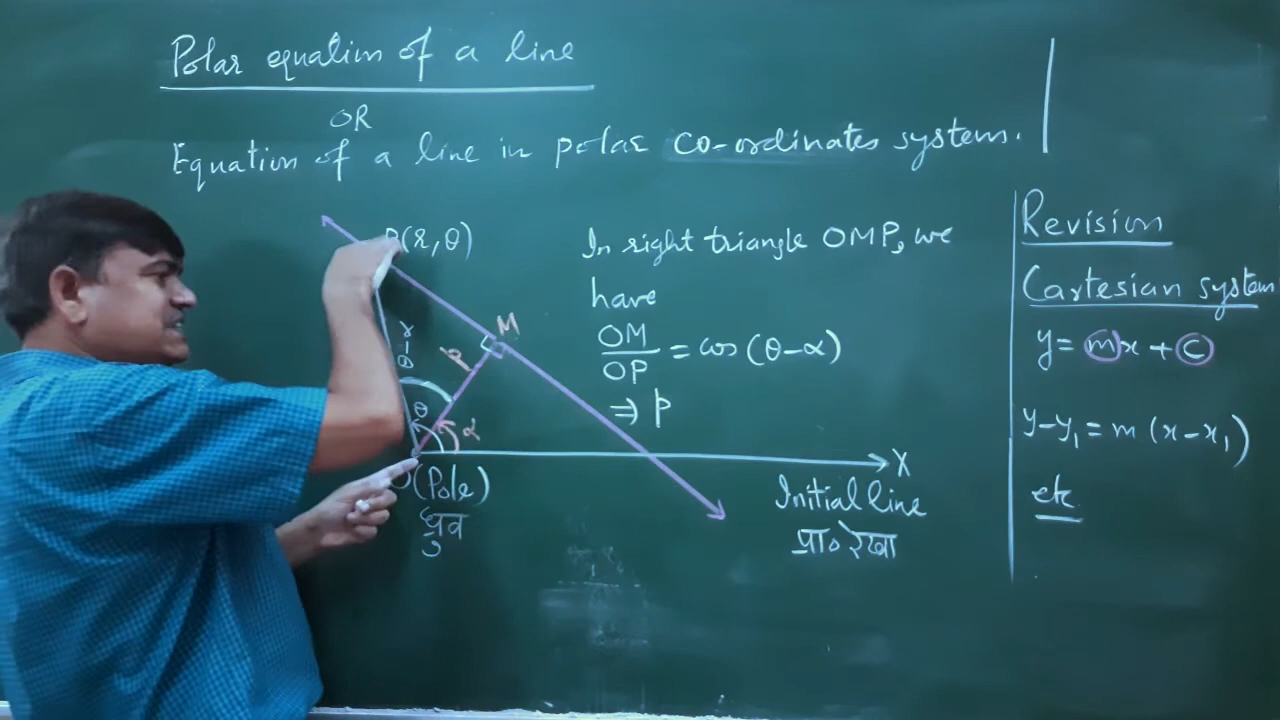 Polar equation of a line
OR
Equation of a line in polar co-ordinates system.
P(r, θ)
M
p
θ-α
θ
α
O(Pole)
ध्रुव
X
Initial line
प्रा० रेखा
In right triangle OMP, we
have
OM/OP = cos(θ-α)
⇒ p
Revision
Cartesian system
y = mx + c
y-y₁ = m (x-x₁)
etc